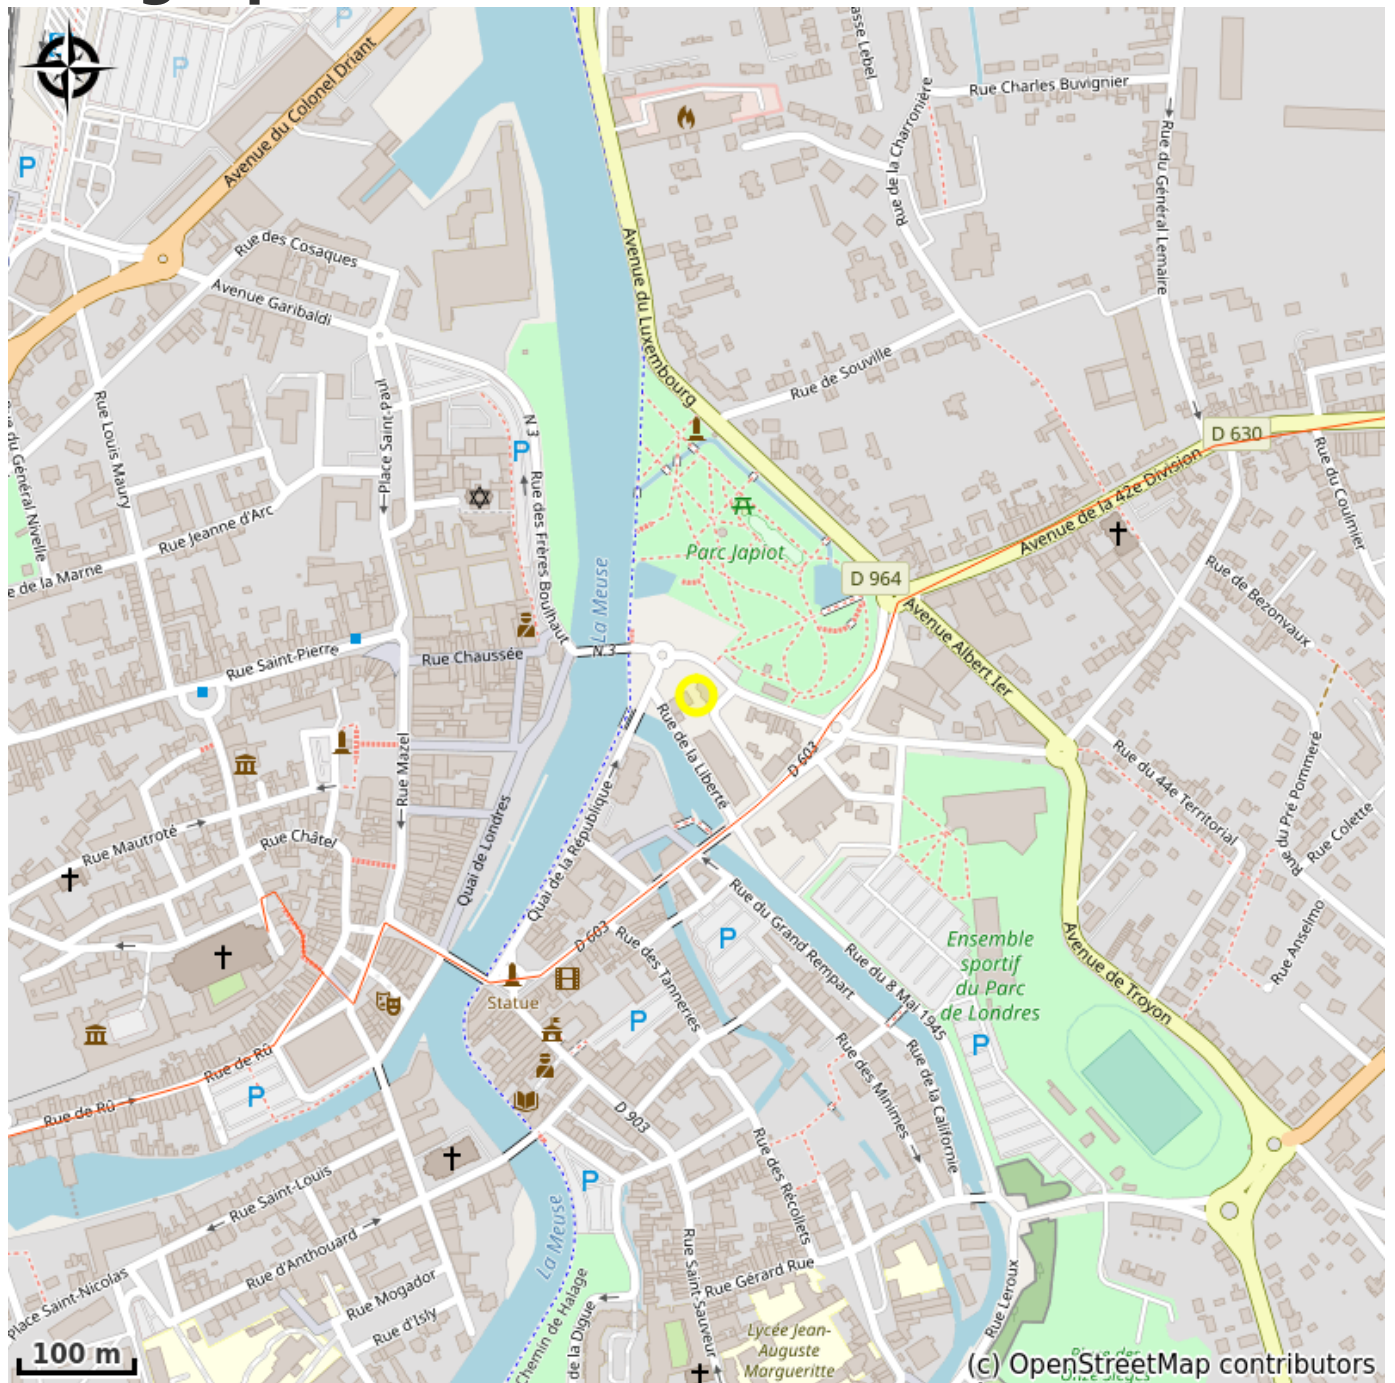 P
P
Avenue du Colonel Driant
Rue Charles Buvignier
Rue de la Charronière
Rue du Général Lemaire
P
Rue des Cosaques
Avenue Garibaldi
Avenue du Luxembourg
Rue de Souville
Rue Louis Maury
Place Saint-Paul
N 3
P
D 630
Rue du Coulmier
Rue du Général Nivelle
Rue Jeanne d'Arc
Rue des Frères Boulhaut
Avenue de la 42e Division
Parc Japiot
D 964
e de la Marne
La Meuse
Rue de Bezonvaux
Avenue Albert Ier
Rue Saint-Pierre
Rue Chaussée
N 3
Rue de la Liberté
Rue Mazel
D 603
Rue du 44e Territorial
Rue du Pré Pommeré
Rue Colette
Rue Mautroté
Rue Châtel
Quai de Londres
Quai de la République
Rue du Grand Rempart
Rue Anselmo
D 603
Rue des Tanneries
P
Rue du 8 Mai 1945
Ensemble
sportif
du Parc
de Londres
Avenue de Troyon
Statue
P
P
Rue de Rû
Rue de Rû
P
Rue des Minimes
Rue de la Californie
D 903
Rue des Récollets
P
Rue Saint-Louis
La Meuse
Rue d'Anthouard
Place Saint-Nicolas
Rue Mogador
Rue d'Isly
Chemin de Halage
de la Digue
Rue Saint-Sauveur
Rue Gérard Rue
Rue Leroux
Lycée Jean-
Auguste
Margueritte
100 m
(c) OpenStreetMap contributors